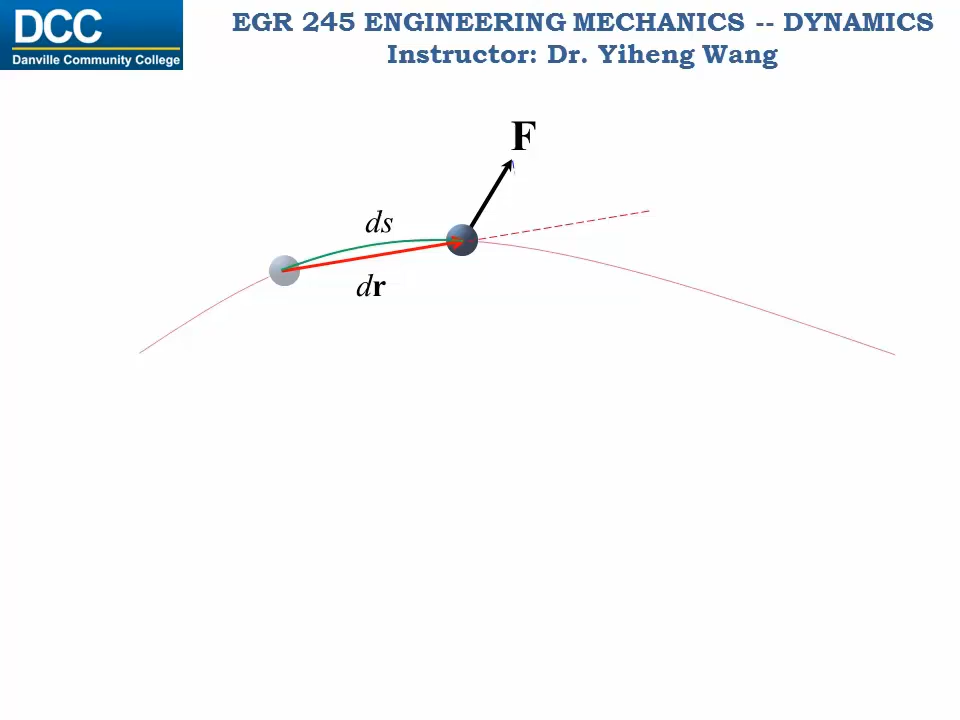 DCC
Danville Community College
EGR 245 ENGINEERING MECHANICS -- DYNAMICS
Instructor: Dr. Yiheng Wang
F
ds
dr